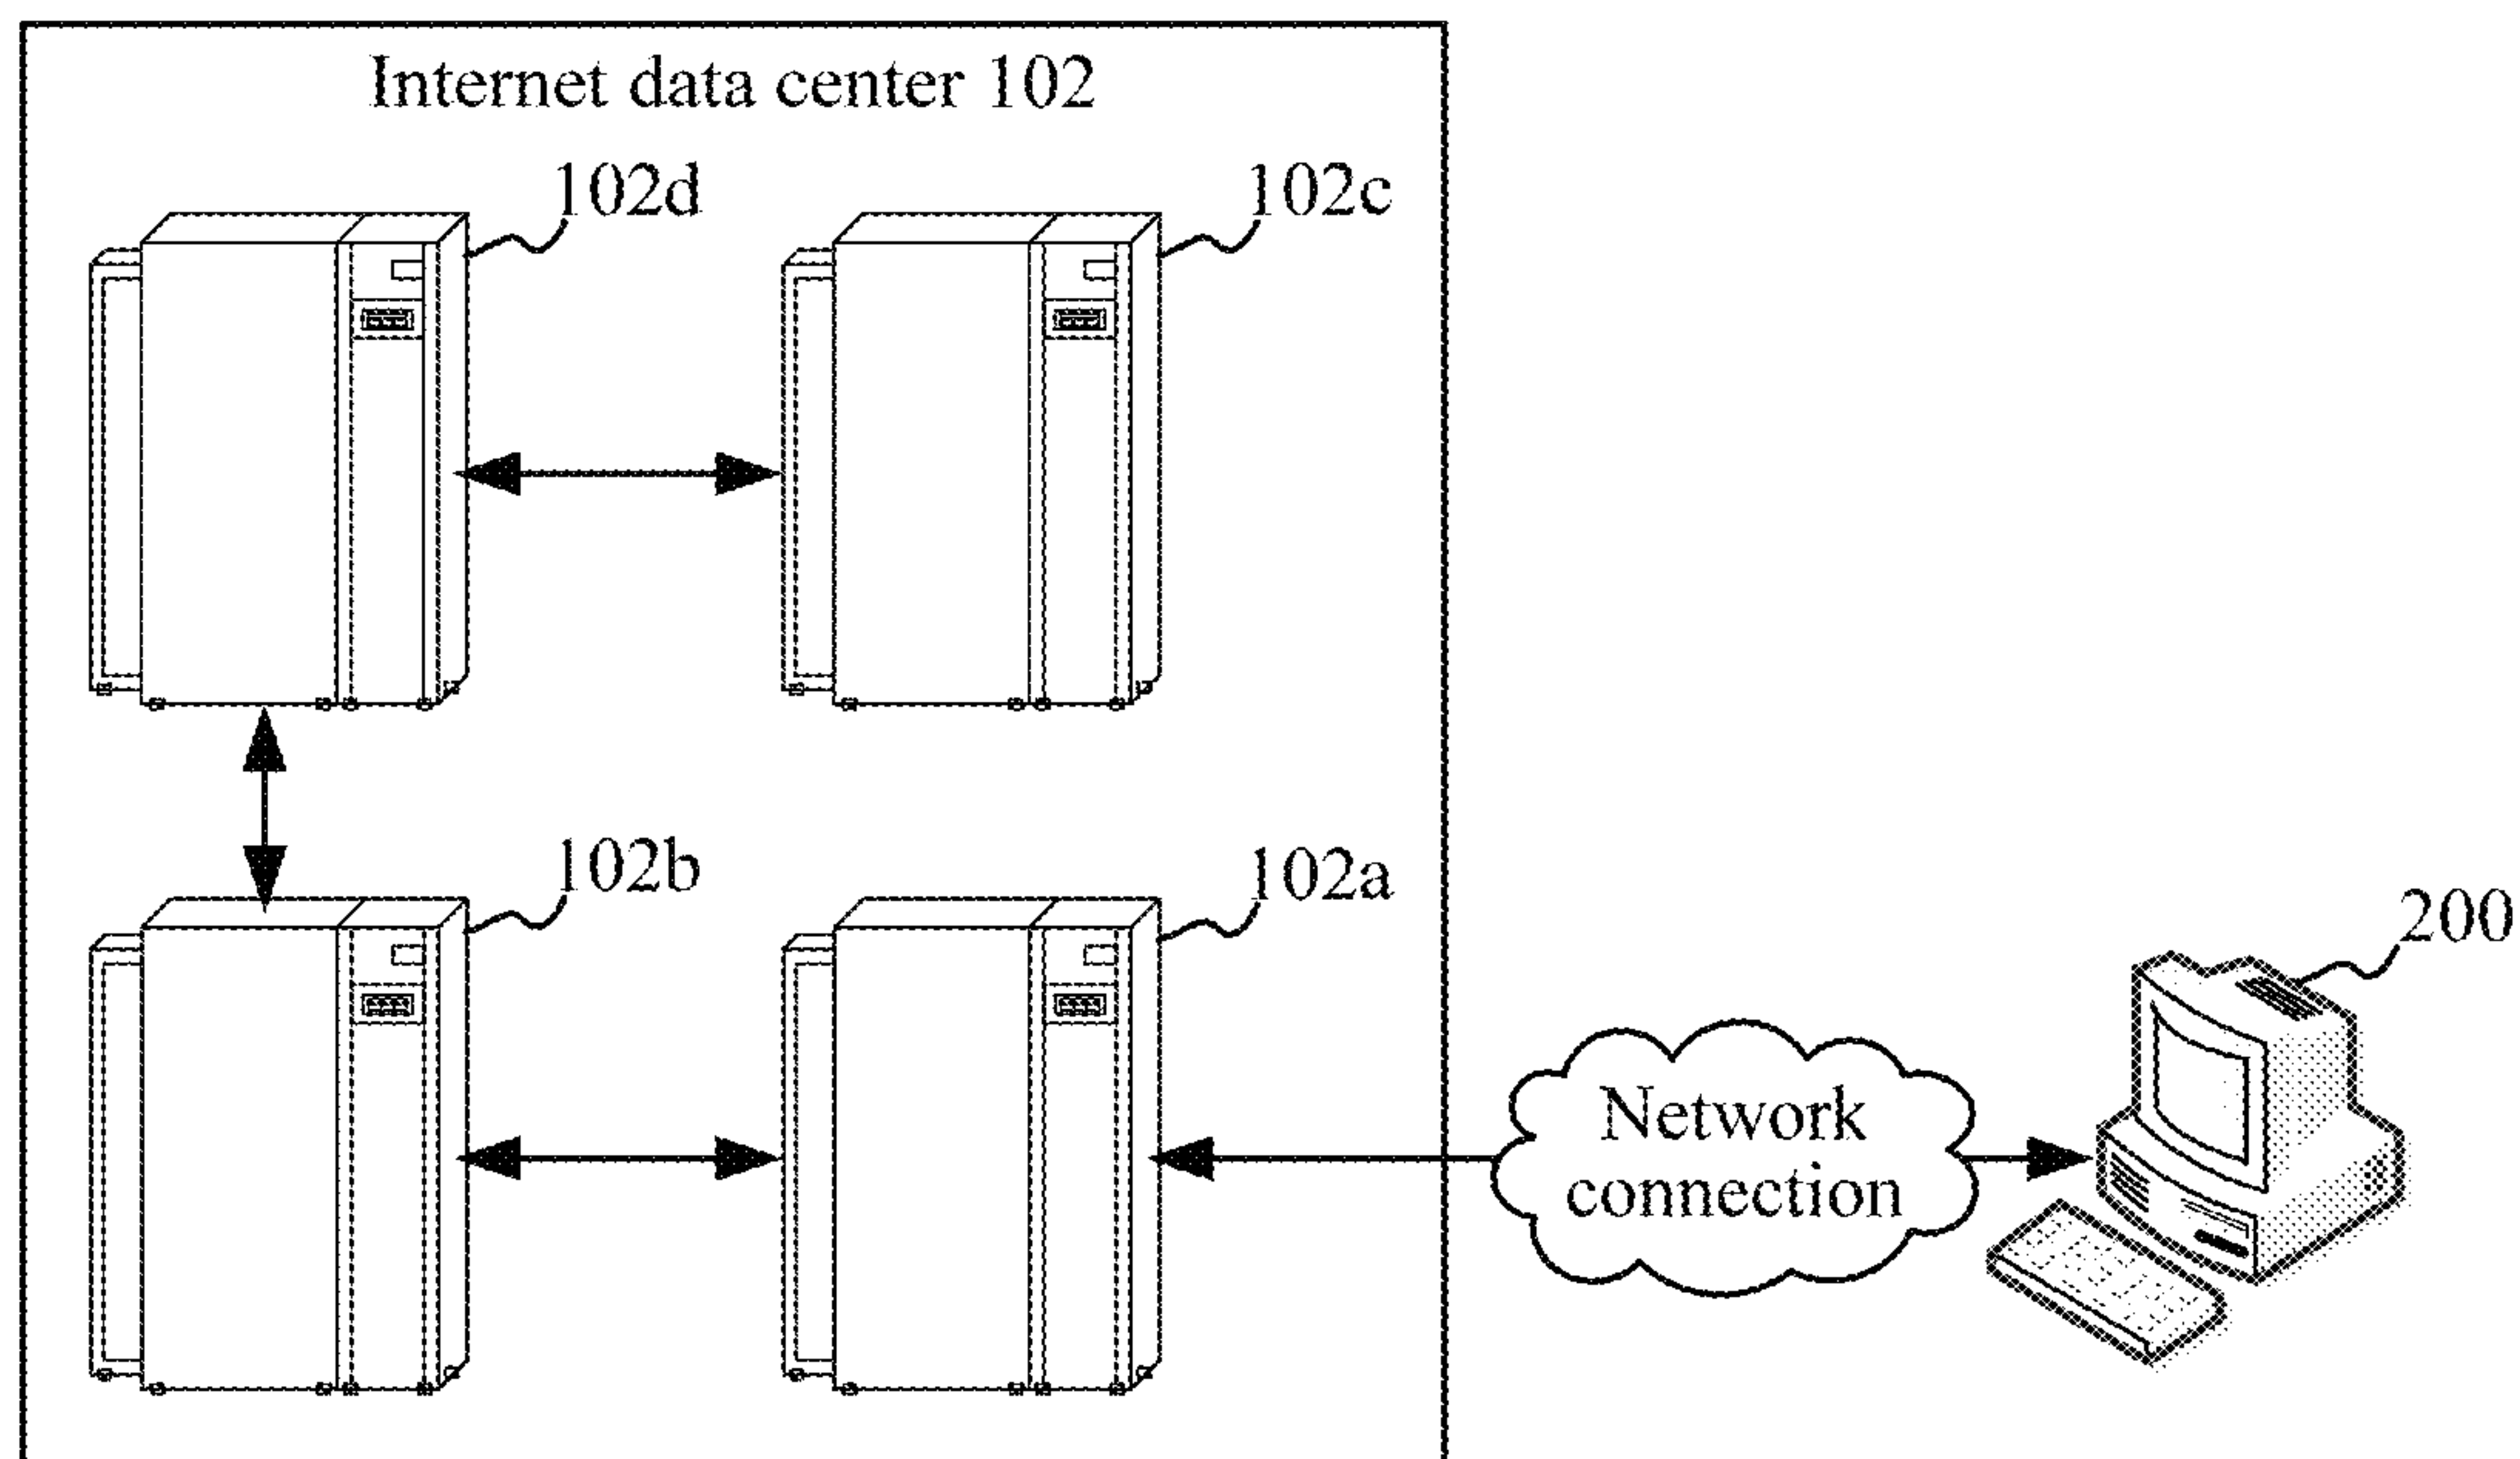 Internet data center 102
102d
102c
102b
102a
200
Network
connection